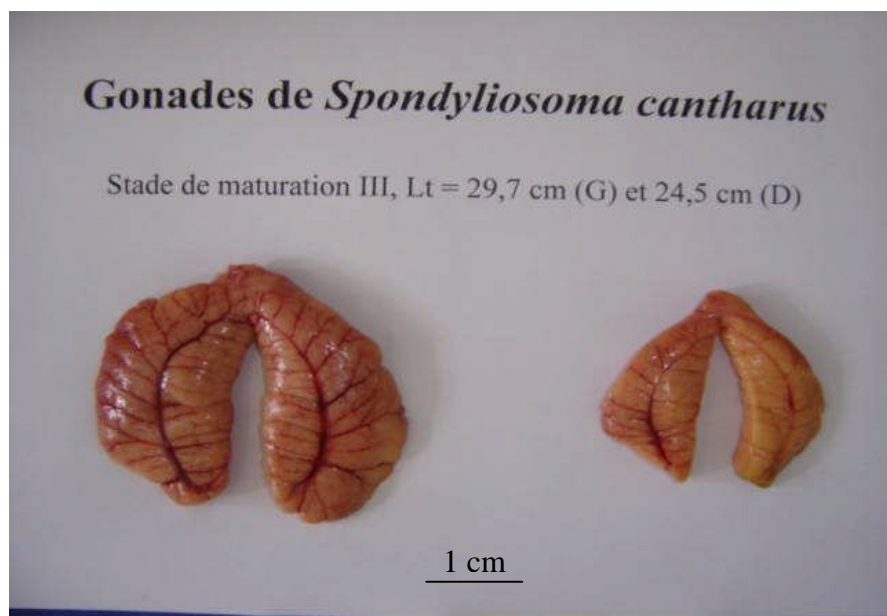 Gonades de Spondyliosoma cantharus
Stade de maturation III, Lt = 29,7 cm (G) et 24,5 cm (D)
1 cm